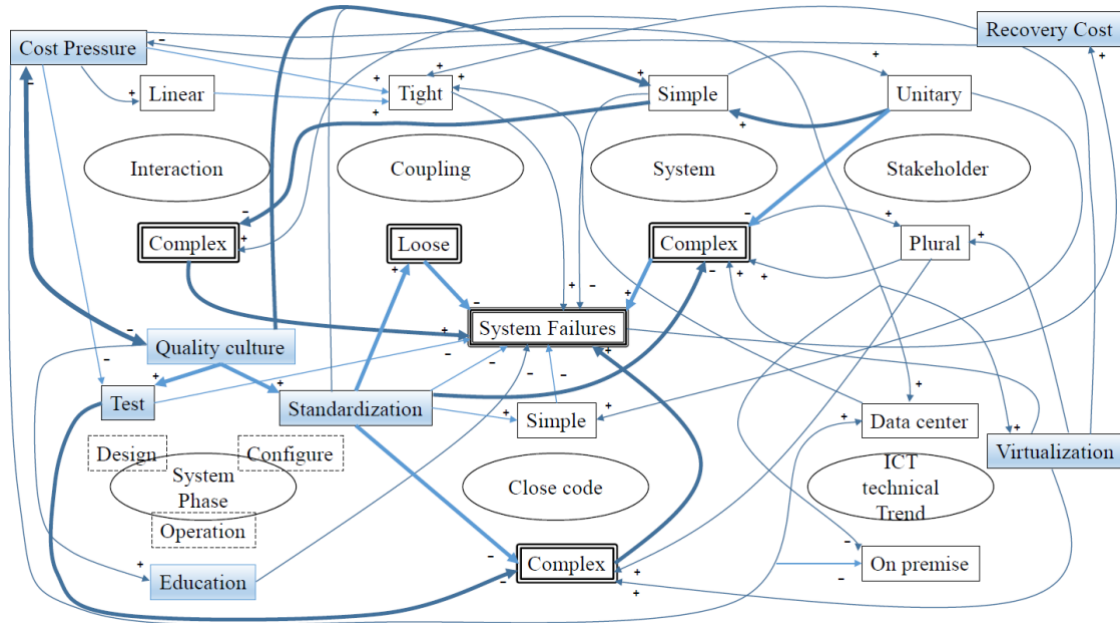 Cost Pressure
Recovery Cost
Linear
Tight
Simple
Unitary
Interaction
Coupling
System
Stakeholder
Complex
Loose
Complex
Plural
System Failures
Quality culture
Test
Standardization
Simple
Data center
Virtualization
Design
Configure
System
Phase
Operation
Close code
ICT
technical
Trend
Education
Complex
On premise